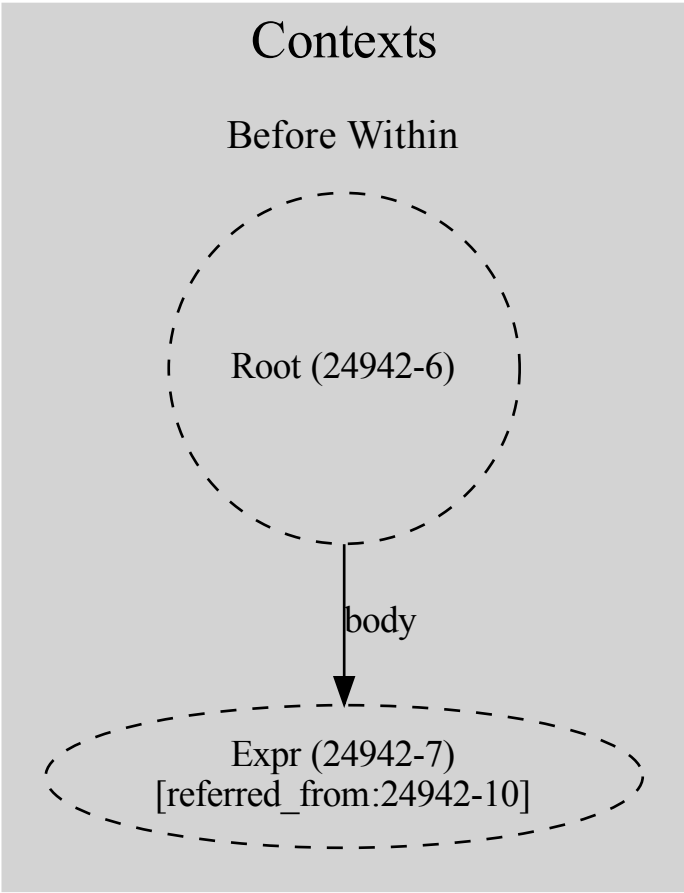 Contexts
Before Within
Root (24942-6)
body
Expr (24942-7)
[referred_from:24942-10]